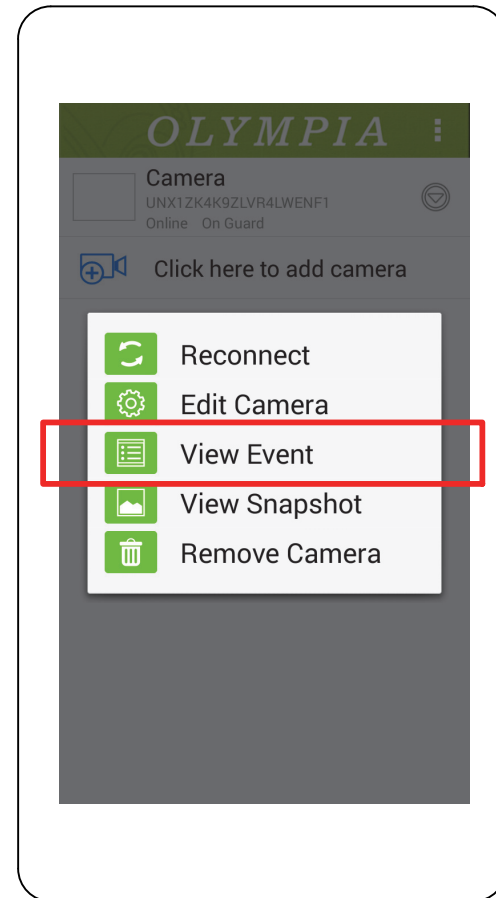 OLYMPIA
Camera
UNX1ZK4K9ZLVR4LWENF1
Online On Guard
Click here to add camera
Reconnect
Edit Camera
View Event
View Snapshot
Remove Camera